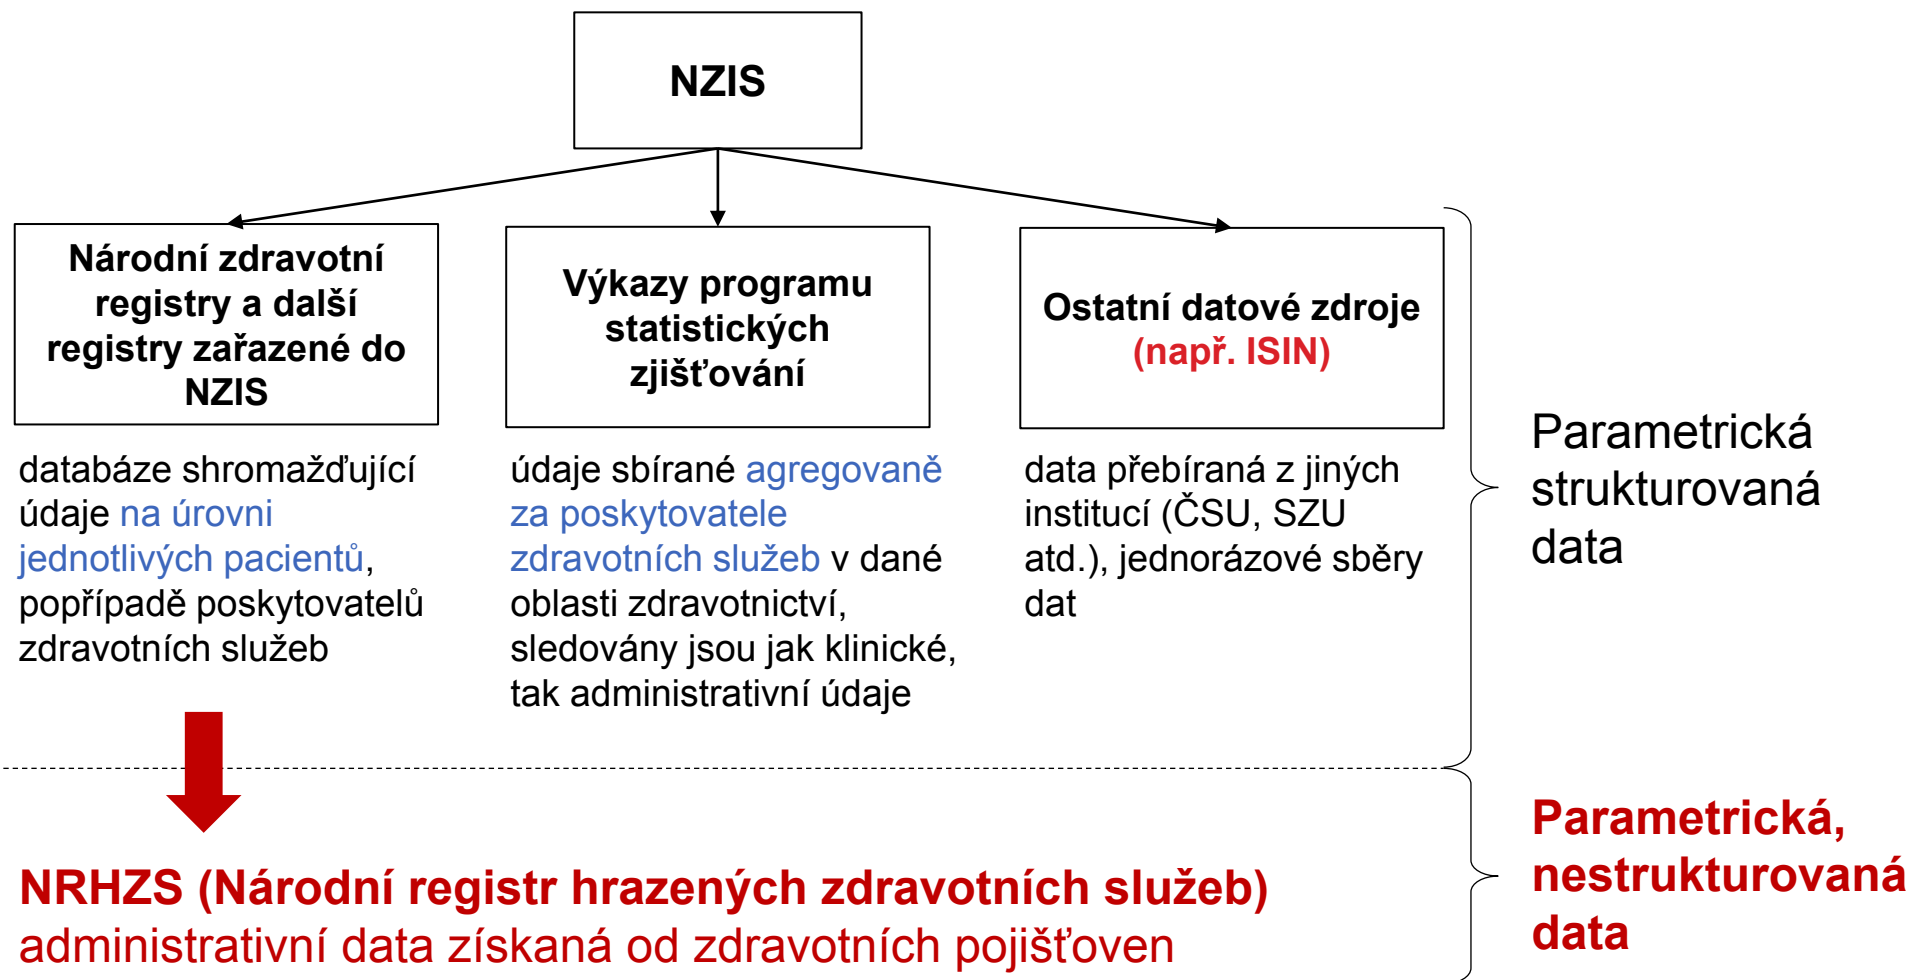 NZIS
Národní zdravotní
registry a další
registry zařazené do
NZIS
Výkazy programu
statistických
zjišťování
Ostatní datové zdroje
(např. ISIN)
databáze shromažďující
údaje na úrovni
jednotlivých pacientů,
popřípadě poskytovatelů
zdravotních služeb
údaje sbírané agregovaně
za poskytovatele
zdravotních služeb v dané
oblasti zdravotnictví,
sledovány jsou jak klinické,
tak administrativní údaje
data přebíraná z jiných
institucí (ČSU, SZU
atd.), jednorázové sběry
dat
Parametrická
strukturovaná
data
NRHZS (Národní registr hrazených zdravotních služeb)
administrativní data získaná od zdravotních pojišťoven
Parametrická,
nestrukturovaná
data